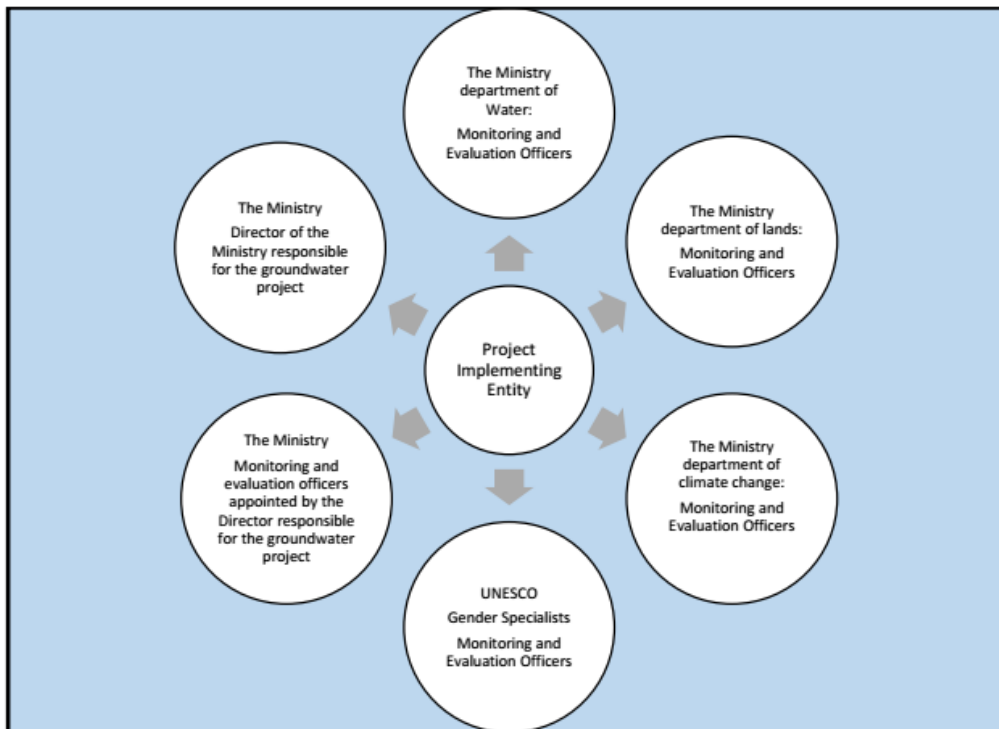 The Ministry
department of
Water:
Monitoring and
Evaluation Officers
The Ministry
Director of the
Ministry responsible
for the groundwater
project
The Ministry
department of lands:
Monitoring and
Evaluation Officers
Project
Implementing
Entity
The Ministry
Monitoring and
evaluation officers
appointed by the
Director responsible
for the groundwater
project
The Ministry
department of
climate change:
Monitoring and
Evaluation Officers
UNESCO
Gender Specialists
Monitoring and
Evaluation Officers